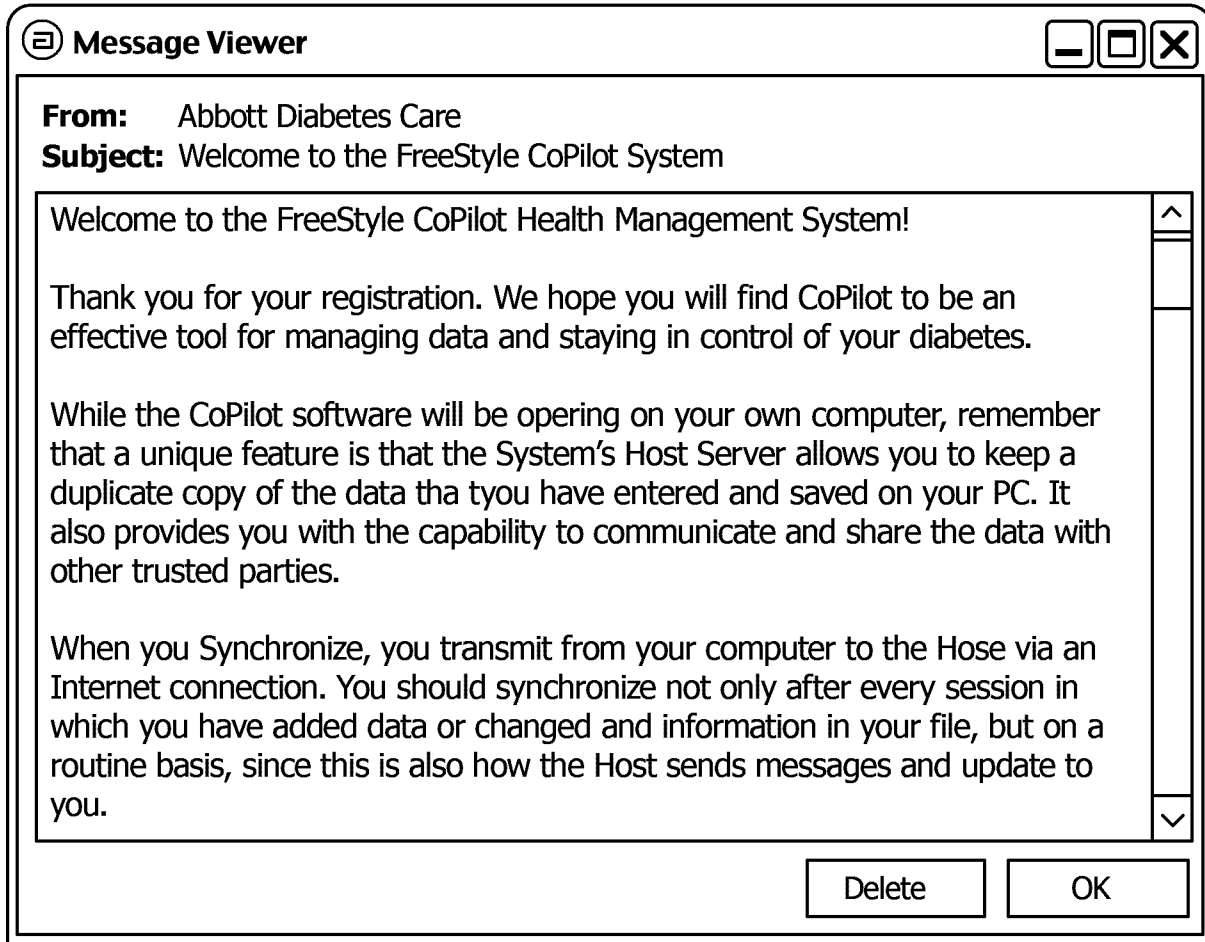 Message Viewer
From: Abbott Diabetes Care
Subject: Welcome to the FreeStyle CoPilot System
Welcome to the FreeStyle CoPilot Health Management System!
Thank you for your registration. We hope you will find CoPilot to be an
effective tool for managing data and staying in control of your diabetes.
While the CoPilot software will be opering on your own computer, remember
that a unique feature is that the System's Host Server allows you to keep a
duplicate copy of the data tha tyou have entered and saved on your PC. It
also provides you with the capability to communicate and share the data with
other trusted parties.
When you Synchronize, you transmit from your computer to the Hose via an
Internet connection. You should synchronize not only after every session in
which you have added data or changed and information in your file, but on a
routine basis, since this is also how the Host sends messages and update to
you.
Delete OK